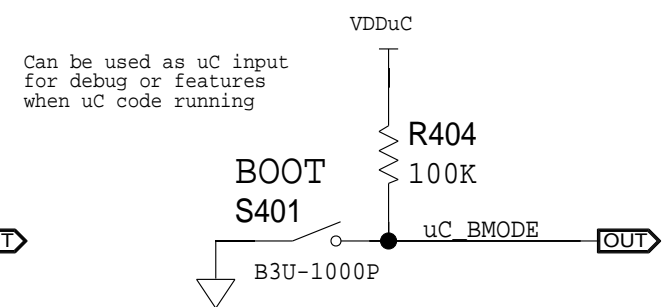 VDDuC
Can be used as uC input
for debug or features
when uC code running
R404
100K
BOOT
S401
uC_BMODE
OUT
T
B3U-1000P